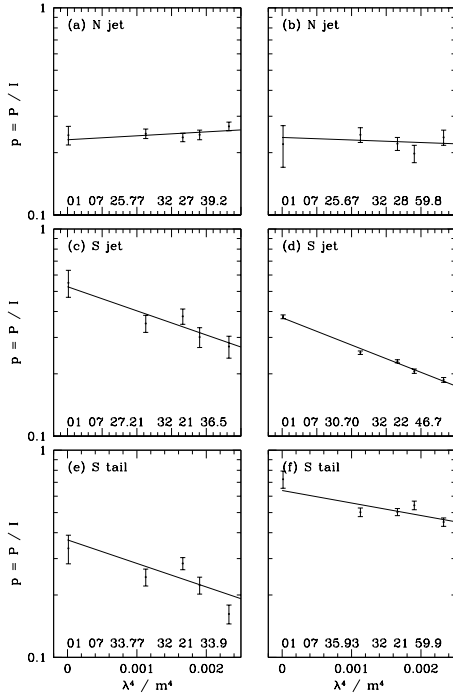 1
(a) N jet
(b) N jet
p = P / I
01 07 25.77 32 27 39.2
01 07 25.67 32 28 59.8
0.1
1
(c) S jet
(d) S jet
p = P / I
01 07 27.21 32 21 36.5
01 07 30.70 32 22 46.7
0.1
1
(e) S tail
(f) S tail
p = P / I
01 07 33.77 32 21 33.9
01 07 35.93 32 21 59.9
0.1
0 0.001 0.002
0 0.001 0.002
λ⁴ / m⁴
λ⁴ / m⁴